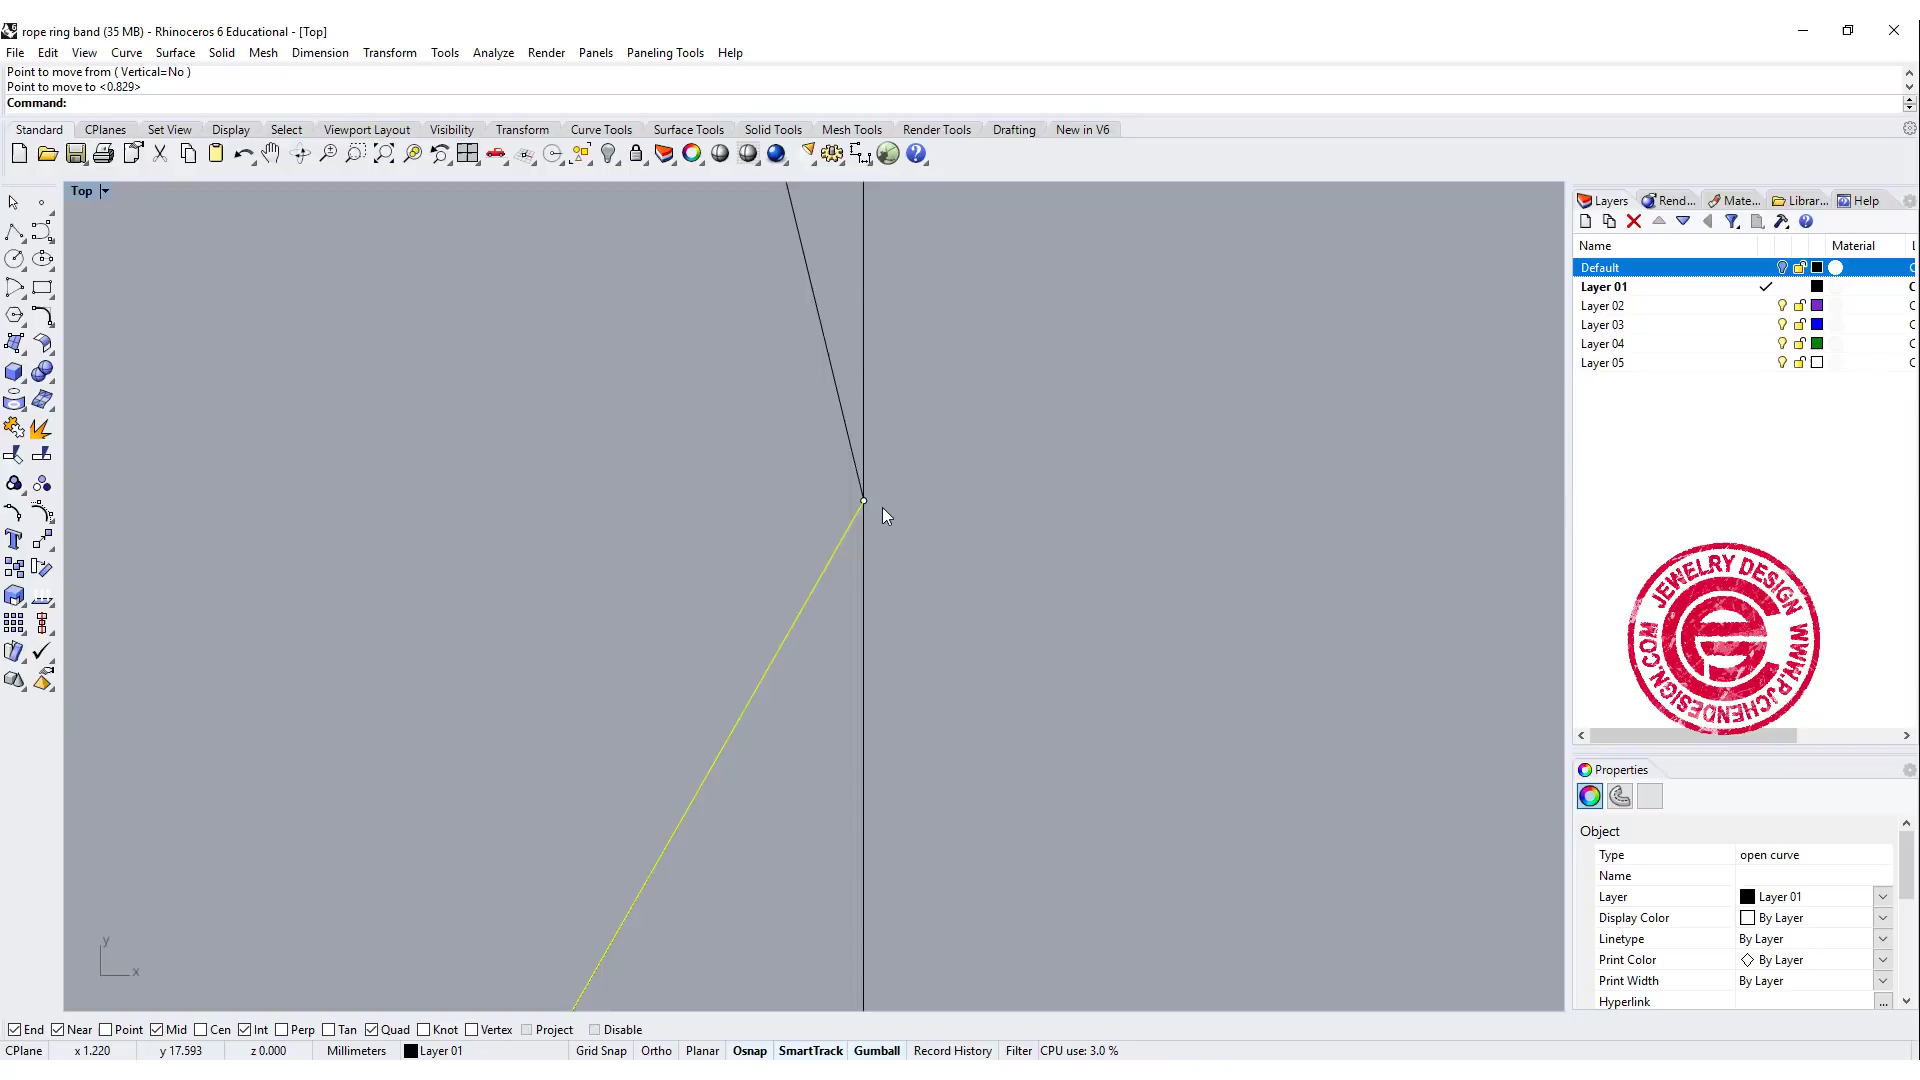 rope ring band (35 MB) - Rhinoceros 6 Educational - [Top]
File Edit View Curve Surface Solid Mesh Dimension Transform Tools Analyze Render Panels Paneling Tools Help
Point to move from ( Vertical=No )
Point to move to <0.829>
Command:
Standard CPlanes Set View Display Select Viewport Layout Visibility Transform Curve Tools Surface Tools Solid Tools Mesh Tools Render Tools Drafting New in V6
Top
Layers Rend... Mate... Librar... Help
Name Material L
Default C
Layer 01 C
Layer 02 C
Layer 03 C
Layer 04 C
Layer 05 C
JEWELRY DESIGN WWW.PJCHENDESIGN.COM
Properties
Object
Type open curve
Name
Layer Layer 01
Display Color By Layer
Linetype By Layer
Print Color By Layer
Print Width By Layer
Hyperlink ...
y
x
End Near Point Mid Cen Int Perp Tan Quad Knot Vertex Project Disable
CPlane x 1.220 y 17.593 z 0.000 Millimeters Layer 01 Grid Snap Ortho Planar Osnap SmartTrack Gumball Record History Filter CPU use: 3.0 %